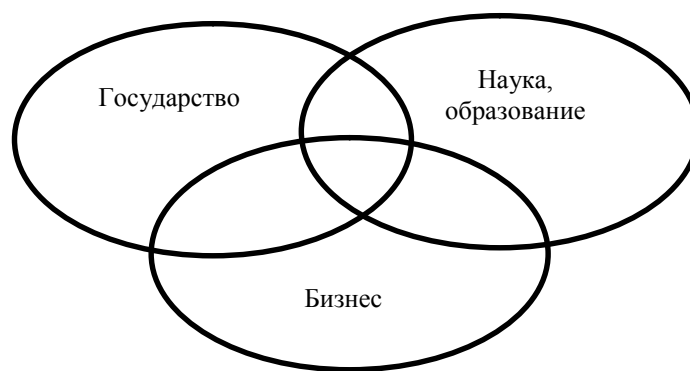 Государство
Наука,
образование
Бизнес